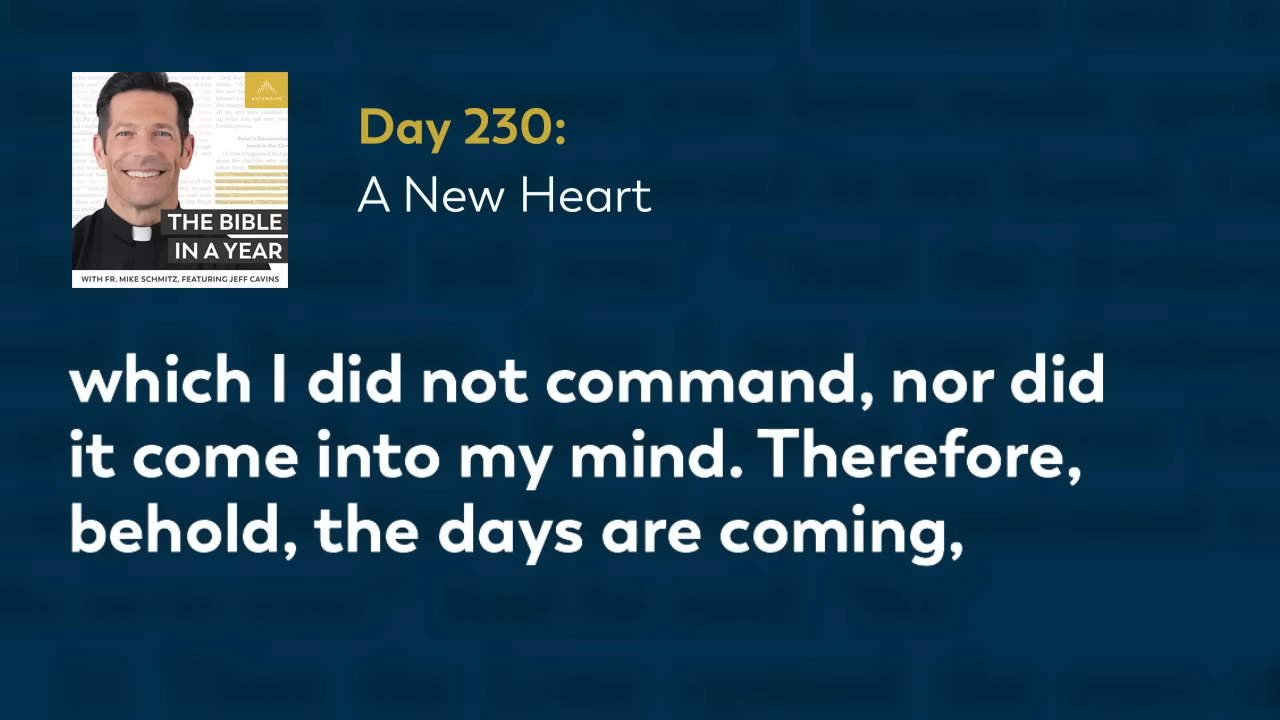 ASCENSION
THE BIBLE
IN A YEAR
WITH FR. MIKE SCHMITZ, FEATURING JEFF CAVINS
Day 230:
A New Heart
which I did not command, nor did
it come into my mind. Therefore,
behold, the days are coming,